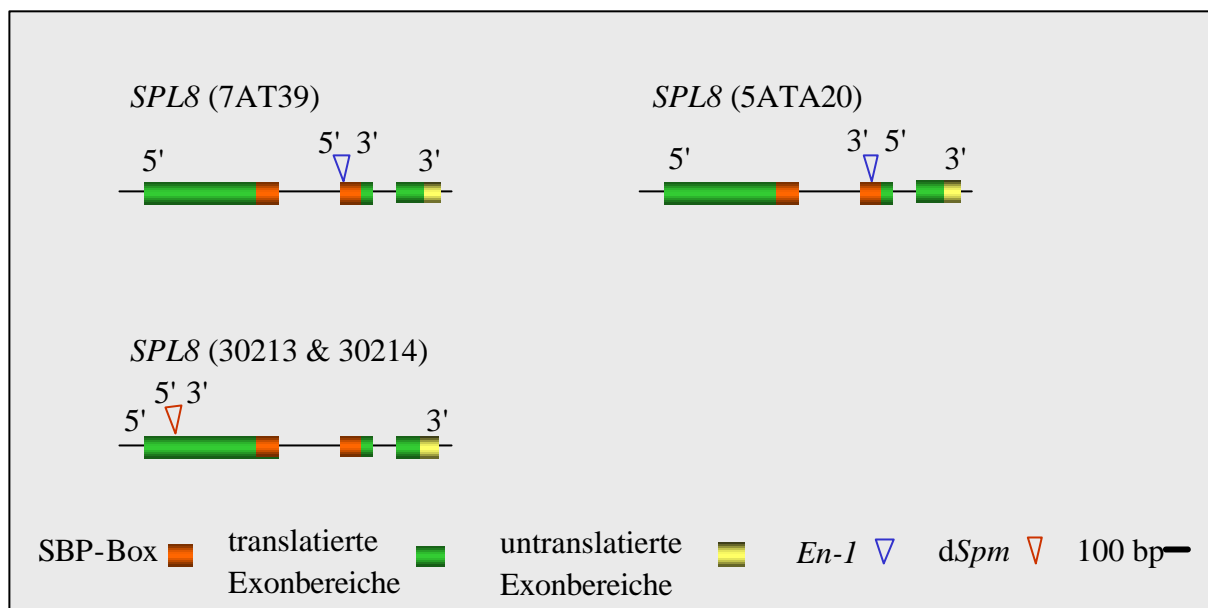 SPL8 (7AT39)
5' 5' 3' 3'
SPL8 (5ATA20)
5' 3' 5' 3'
SPL8 (30213 & 30214)
5' 5' 3' 3'
SBP-Box
translatierte
Exonbereiche
untranslatierte
Exonbereiche
En-1
dSpm
100 bp